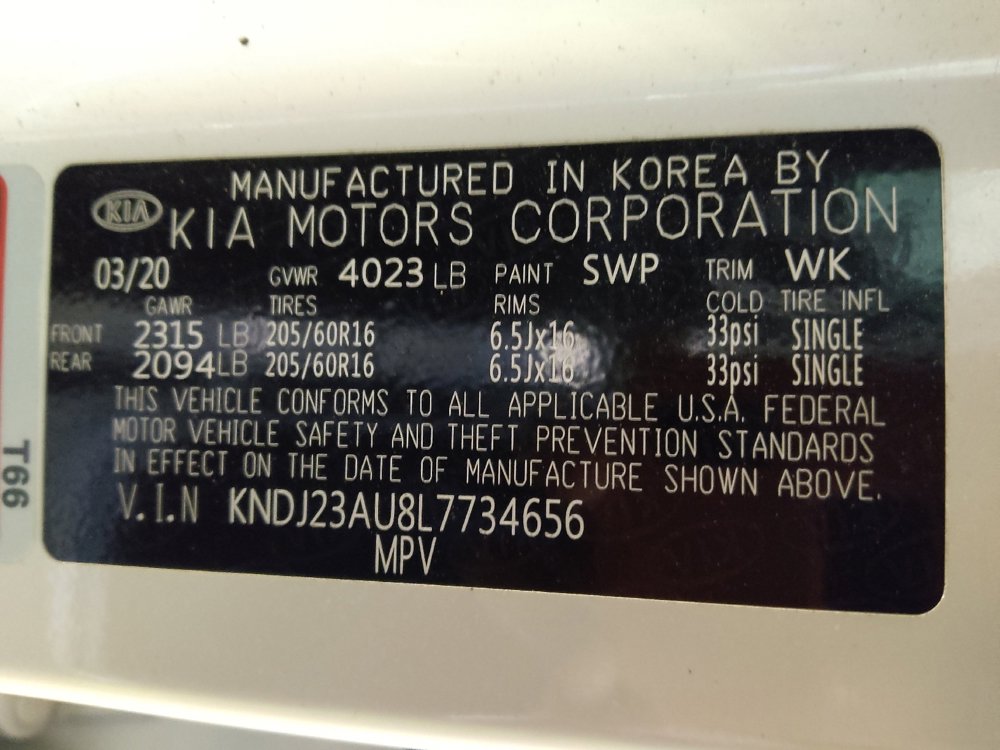 MANUFACTURED IN KOREA BY
KIA KIA MOTORS CORPORATION
03/20 GVWR 4023 LB PAINT SWP TRIM WK
GAWR TIRES RIMS COLD TIRE INFL
FRONT 2315 LB 205/60R16 6.5Jx16 33psi SINGLE
REAR 2094LB 205/60R16 6.5Jx16 33psi SINGLE
THIS VEHICLE CONFORMS TO ALL APPLICABLE U.S.A. FEDERAL
MOTOR VEHICLE SAFETY AND THEFT PREVENTION STANDARDS
IN EFFECT ON THE DATE OF MANUFACTURE SHOWN ABOVE.
V.I.N KNDJ23AU8L7734656
MPV
T66